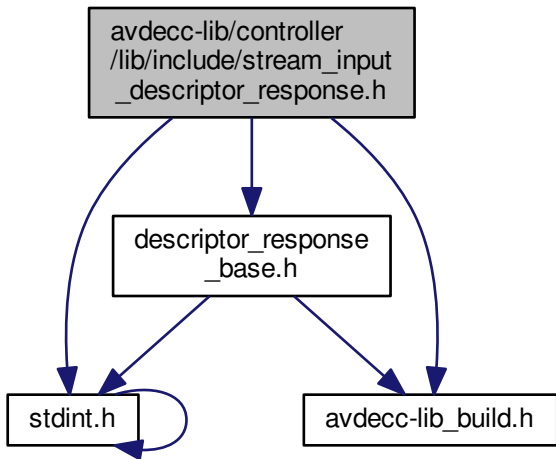 avdecc-lib/controller
/lib/include/stream_input
_descriptor_response.h
descriptor_response
_base.h
stdint.h
avdecc-lib_build.h